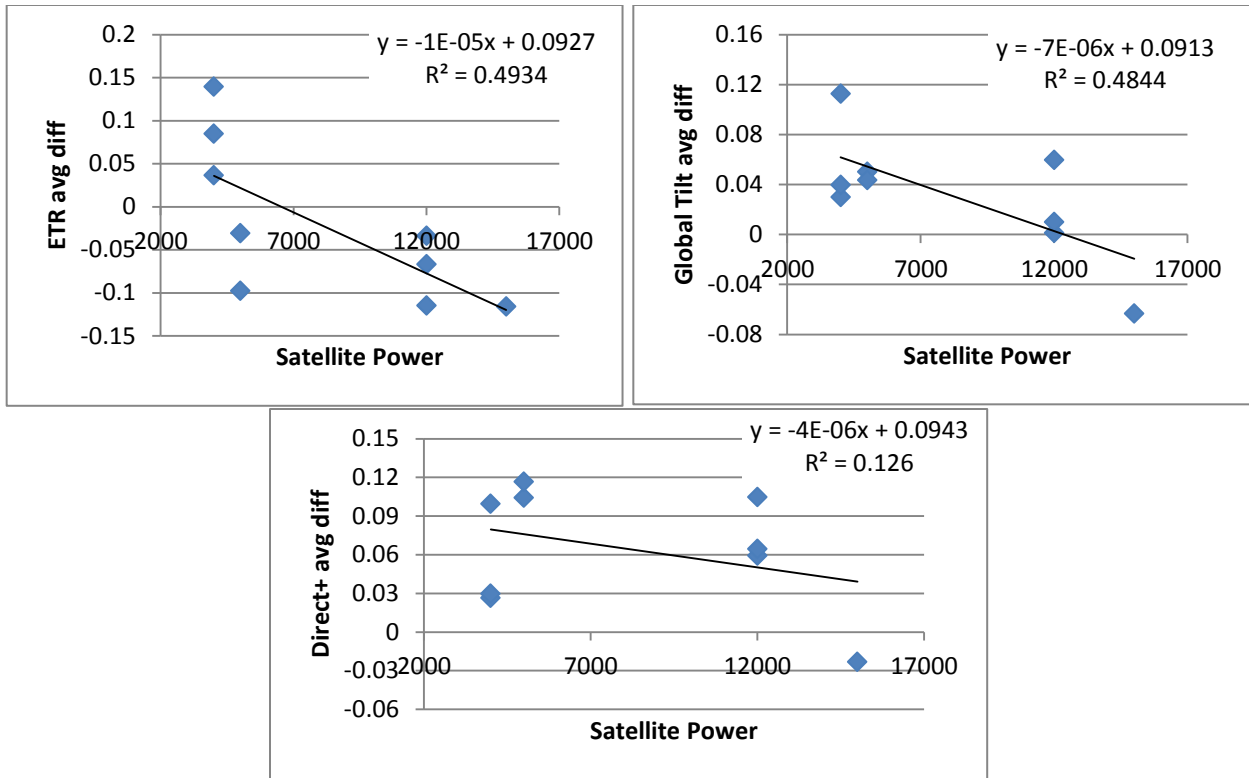 y = -1E-05x + 0.0927
R² = 0.4934
0.2
0.15
0.1
0.05
0
-0.05
-0.1
-0.15
2000 7000 12000 17000
ETR avg diff
Satellite Power
y = -7E-06x + 0.0913
R² = 0.4844
0.16
0.12
0.08
0.04
0
-0.04
-0.08
2000 7000 12000 17000
Global Tilt avg diff
Satellite Power
y = -4E-06x + 0.0943
R² = 0.126
0.15
0.12
0.09
0.06
0.03
0
-0.03
-0.06
2000 7000 12000 17000
Direct+ avg diff
Satellite Power